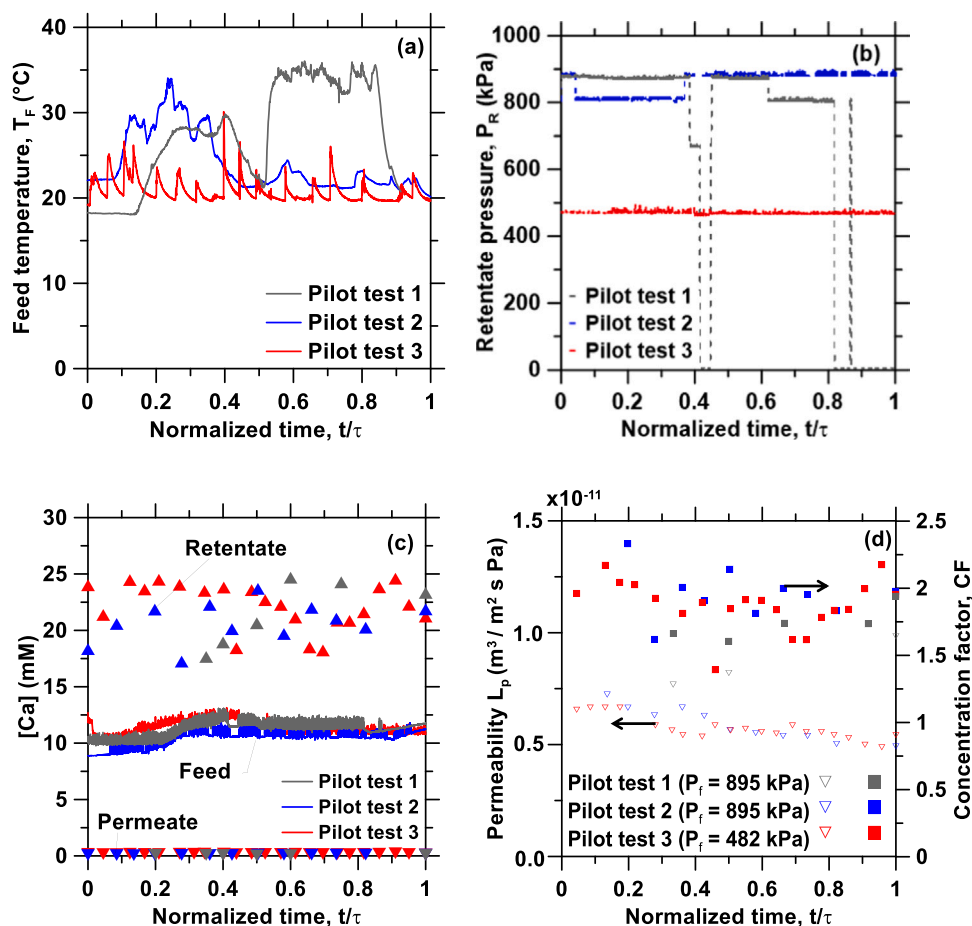 (a)
Feed temperature, T_F (°C)
40
30
20
10
0
Pilot test 1
Pilot test 2
Pilot test 3
0 0.2 0.4 0.6 0.8 1
Normalized time, t/τ
(b)
Retentate pressure, P_R (kPa)
1000
800
600
400
200
0
Pilot test 1
Pilot test 2
Pilot test 3
0 0.2 0.4 0.6 0.8 1
Normalized time, t/τ
(c)
[Ca] (mM)
30
25
20
15
10
5
0
Retentate
Feed
Pilot test 1
Pilot test 2
Pilot test 3
Permeate
0 0.2 0.4 0.6 0.8 1
Normalized time, t/τ
x10^-11
(d)
Permeability L_p (m³ / m² s Pa)
1.5
1.0
0.5
0.0
2.5
2
1.5
1
0.5
0
Concentration factor, CF
Pilot test 1 (P_f = 895 kPa)
Pilot test 2 (P_f = 895 kPa)
Pilot test 3 (P_f = 482 kPa)
0 0.2 0.4 0.6 0.8 1
Normalized time, t/τ